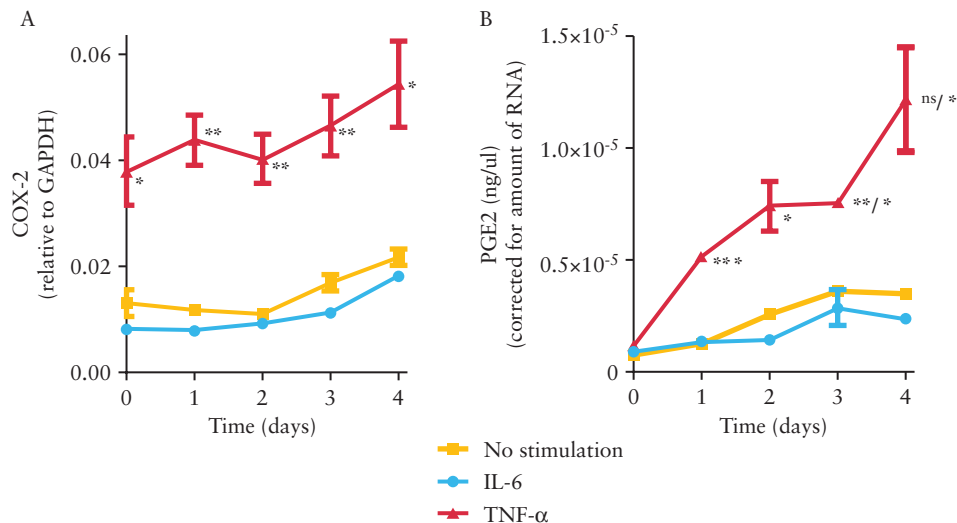 A
COX-2
(relative to GAPDH)
0.06
0.04
0.02
0.00
*
**
**
**
*
0 1 2 3 4
Time (days)
B
PGE2 (ng/ul)
(corrected for amount of RNA)
1.5×10-5
1.0×10-5
0.5×10-5
0
***
*
**/*
ns/*
0 1 2 3 4
Time (days)
No stimulation
IL-6
TNF-α